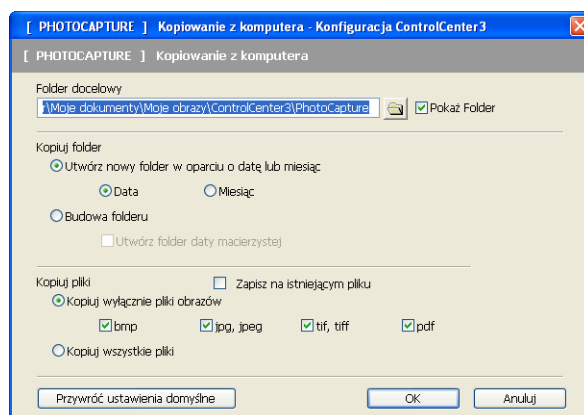 [ PHOTOCAPTURE ] Kopiowanie z komputera - Konfiguracja ControlCenter3
[ PHOTOCAPTURE ] Kopiowanie z komputera
Folder docelowy
\Moje dokumenty\Moje obrazy\ControlCenter3\PhotoCapture Pokaż Folder
Kopiuj folder
Utwórz nowy folder w oparciu o datę lub miesiąc
Data Miesiąc
Budowa folderu
Utwórz folder daty macierzystej
Kopiuj pliki Zapisz na istniejącym pliku
Kopiuj wyłącznie pliki obrazów
bmp jpg, jpeg tif, tiff pdf
Kopiuj wszystkie pliki
Przywróć ustawienia domyślne OK Anuluj